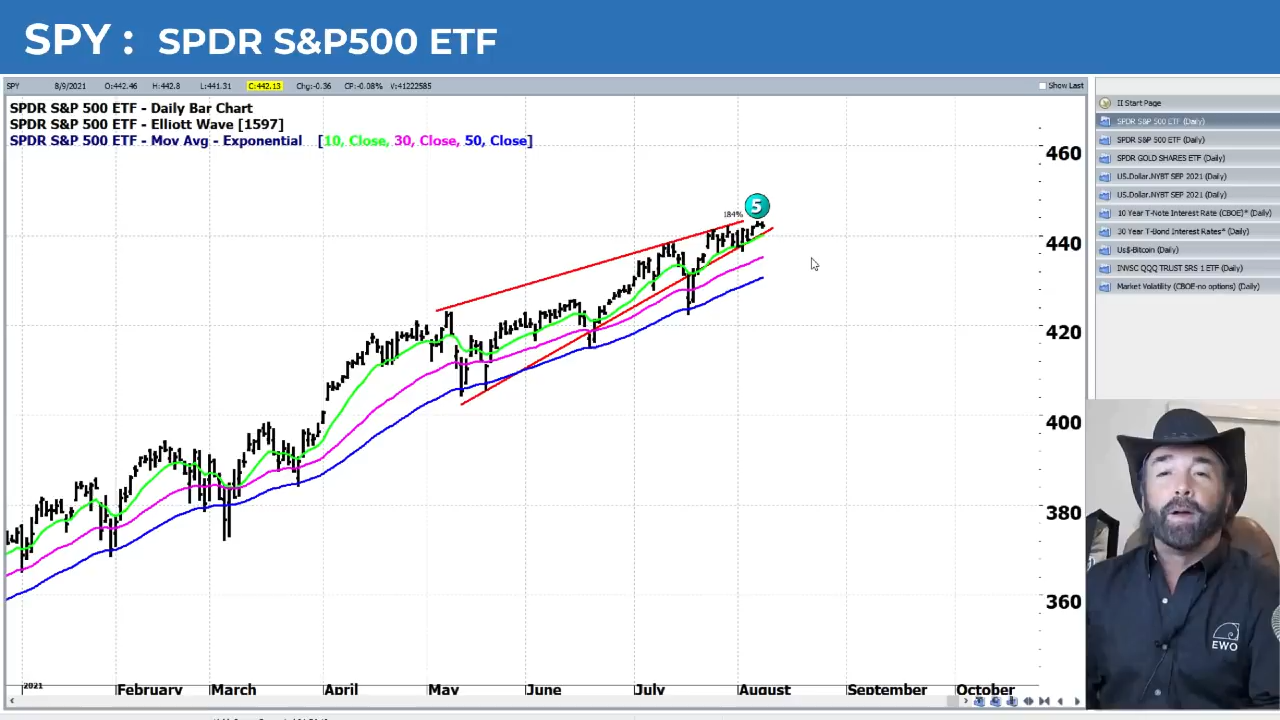 SPY : SPDR S&P500 ETF
SPY 8/9/2021 O:442.46 H:442.8 L:441.31 C:442.13 Chg:-0.36 CP:-0.08% V:41222585 Show Last
SPDR S&P 500 ETF - Daily Bar Chart
SPDR S&P 500 ETF - Elliott Wave [1597]
SPDR S&P 500 ETF - Mov Avg - Exponential [10, Close, 30, Close, 50, Close]
184%
5
460
440
420
400
380
360
2021
February
March
April
May
June
July
August
September
October
II Start Page
SPDR S&P 500 ETF (Daily)
SPDR S&P 500 ETF (Daily)
SPDR GOLD SHARES ETF (Daily)
US.Dollar.NYBT SEP 2021 (Daily)
US.Dollar.NYBT SEP 2021 (Daily)
10 Year T-Note Interest Rate (CBOE)* (Daily)
30 Year T-Bond Interest Rates* (Daily)
Us$-Bitcoin (Daily)
INVSC QQQ TRUST SRS 1 ETF (Daily)
Market Volatility (CBOE-no options) (Daily)
EWO